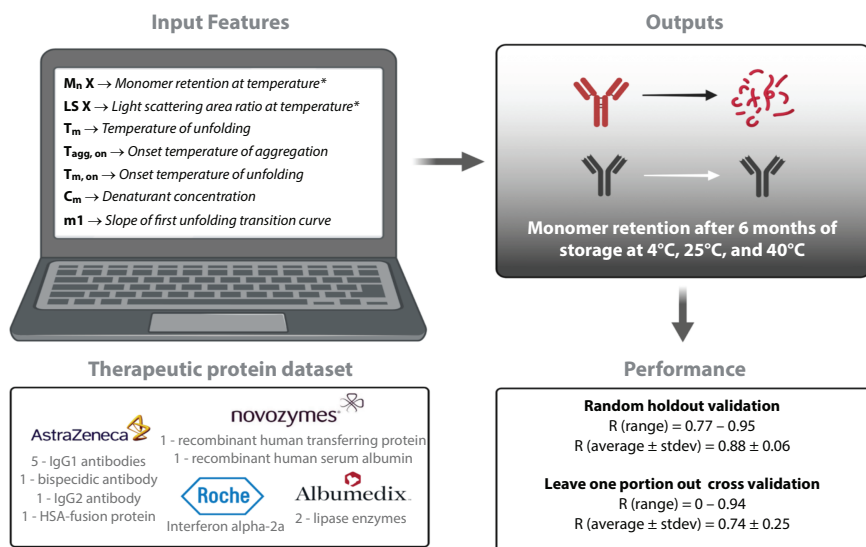 Input Features
Mn X → Monomer retention at temperature*
LS X → Light scattering area ratio at temperature*
Tm → Temperature of unfolding
Tagg, on → Onset temperature of aggregation
Tm, on → Onset temperature of unfolding
Cm → Denaturant concentration
m1 → Slope of first unfolding transition curve
Outputs
Monomer retention after 6 months of
storage at 4°C, 25°C, and 40°C
Therapeutic protein dataset
AstraZeneca
5 - IgG1 antibodies
1 - bispecidic antibody
1 - IgG2 antibody
1 - HSA-fusion protein
novozymes®
1 - recombinant human transferring protein
1 - recombinant human serum albumin
Roche
Interferon alpha-2a
Albumedix
2 - lipase enzymes
Performance
Random holdout validation
R (range) = 0.77 – 0.95
R (average ± stdev) = 0.88 ± 0.06
Leave one portion out cross validation
R (range) = 0 – 0.94
R (average ± stdev) = 0.74 ± 0.25